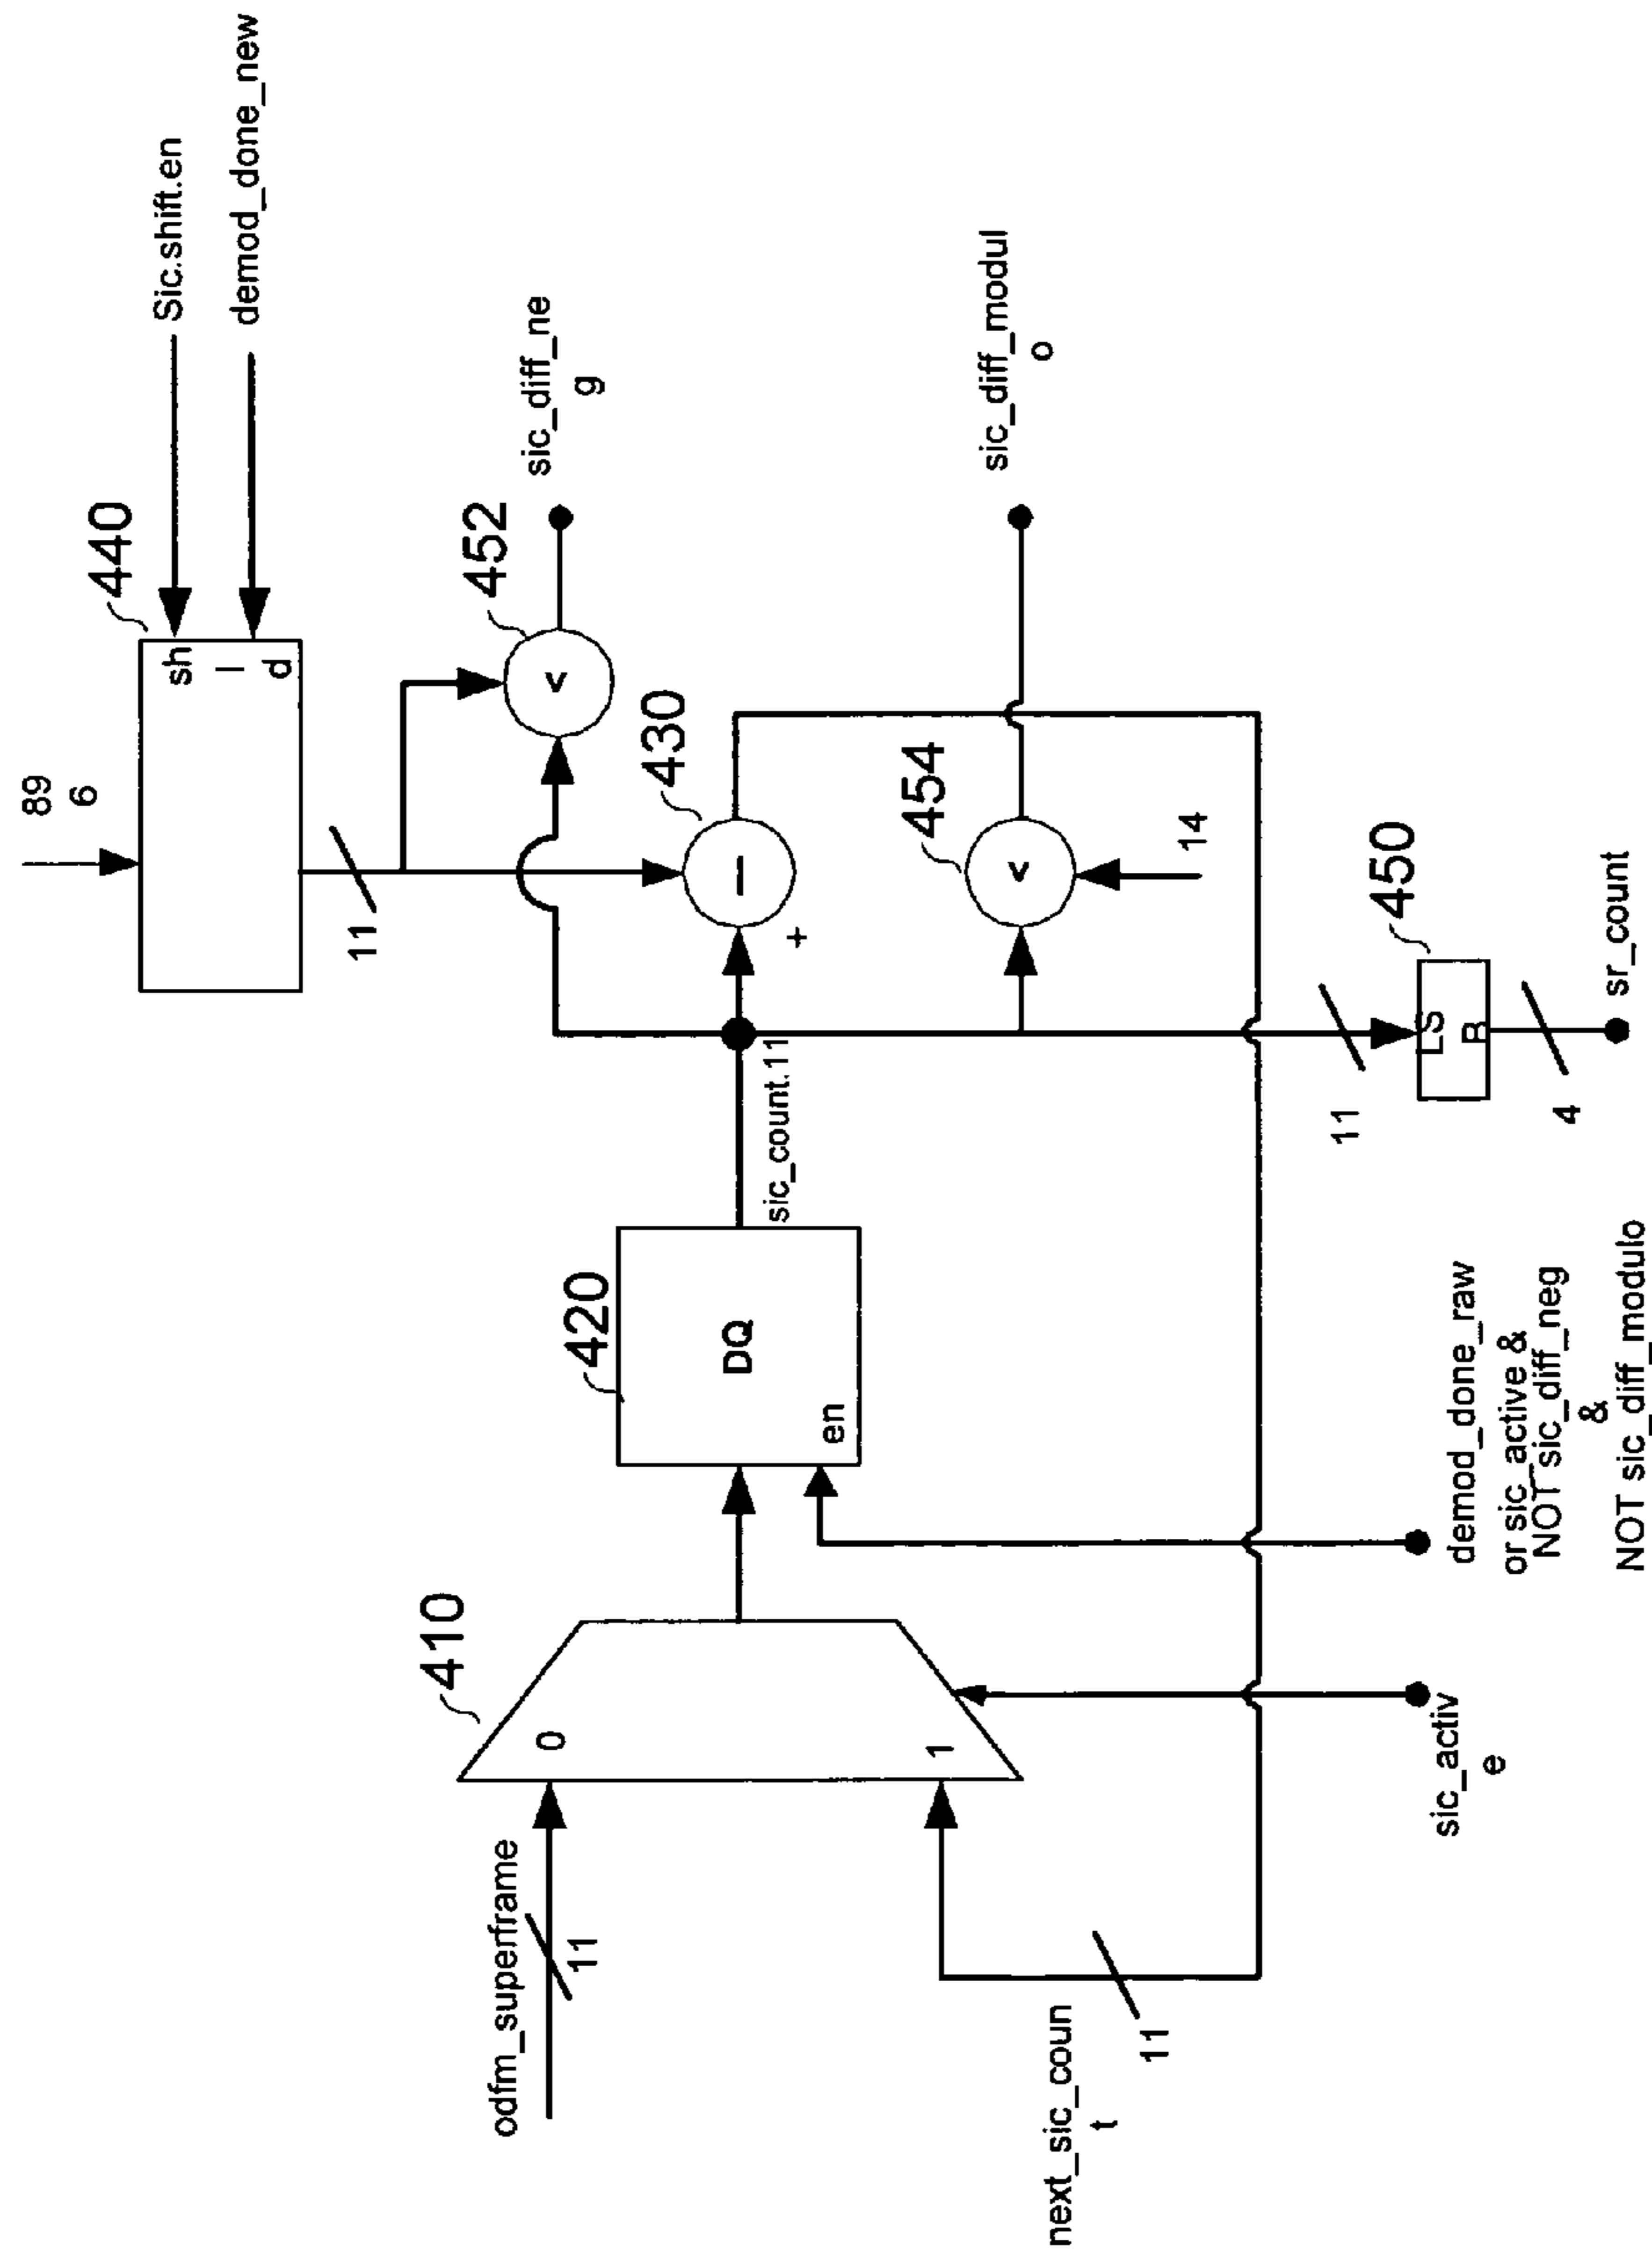 89
6
440
Sic.shift.en
sh
l
d
demod_done_new
11
452
v
sic_diff_ne
g
430
–
+
454
v
14
sic_diff_modul
o
410
0
1
odfm_superframe
11
420
DQ
en
sic_count.11
next_sic_coun
t
11
sic_activ
e
demod_done_raw
or sic_active &
NOT sic_diff_neg
&
NOT sic_diff_modulo
11
450
LS
B
4
sr_count